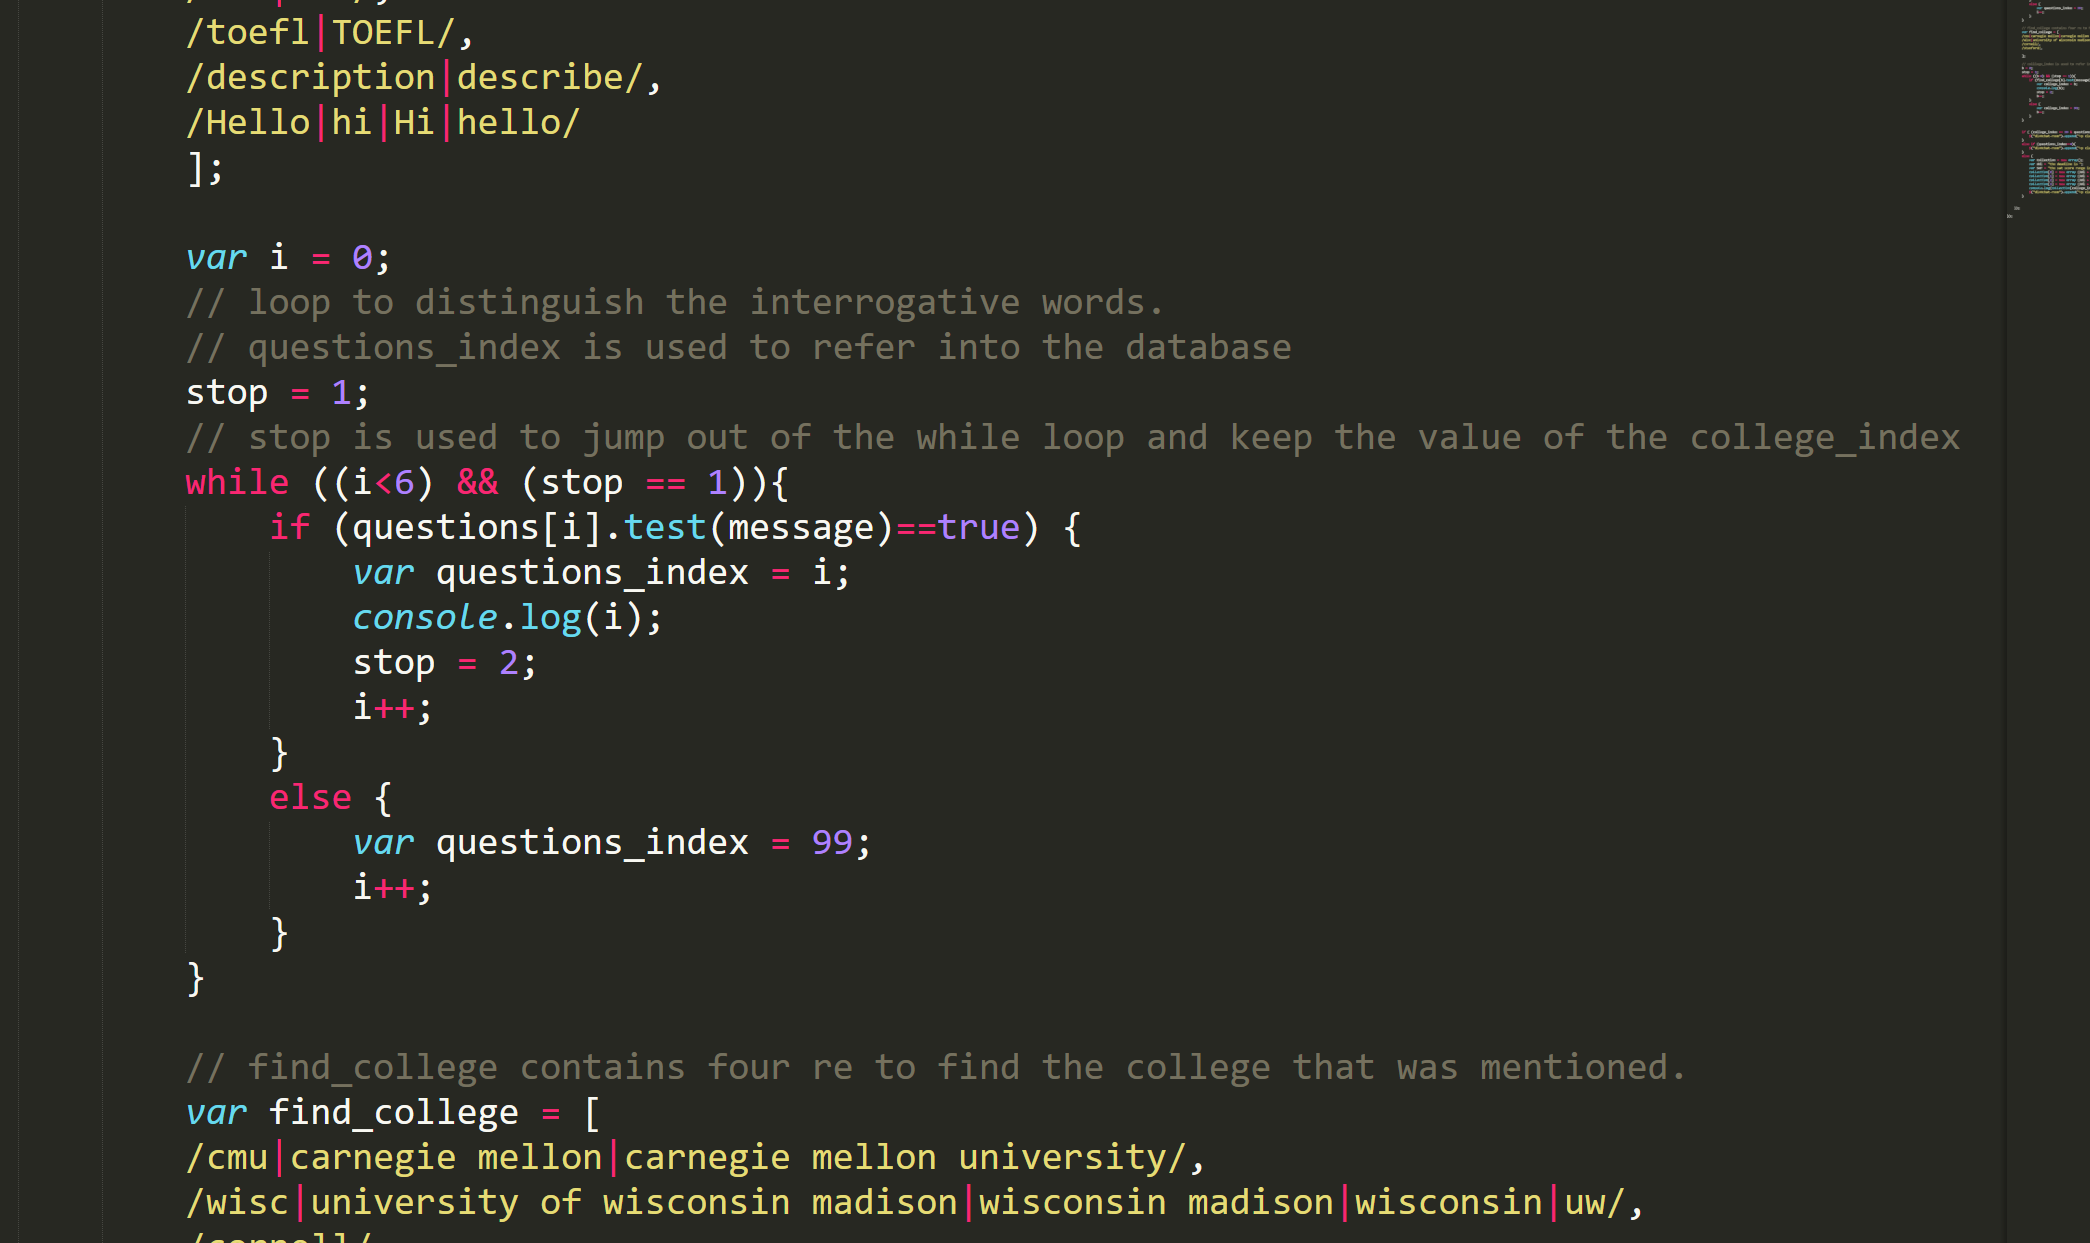 /toefl|TOEFL/,
/description|describe/,
/Hello|hi|Hi|hello/
];
var i = 0;
// loop to distinguish the interrogative words.
// questions_index is used to refer into the database
stop = 1;
// stop is used to jump out of the while loop and keep the value of the college_index
while ((i<6) && (stop == 1)){
if (questions[i].test(message)==true) {
var questions_index = i;
console.log(i);
stop = 2;
i++;
}
else {
var questions_index = 99;
i++;
}
}
// find_college contains four re to find the college that was mentioned.
var find_college = [
/cmu|carnegie mellon|carnegie mellon university/,
/wisc|university of wisconsin madison|wisconsin madison|wisconsin|uw/,